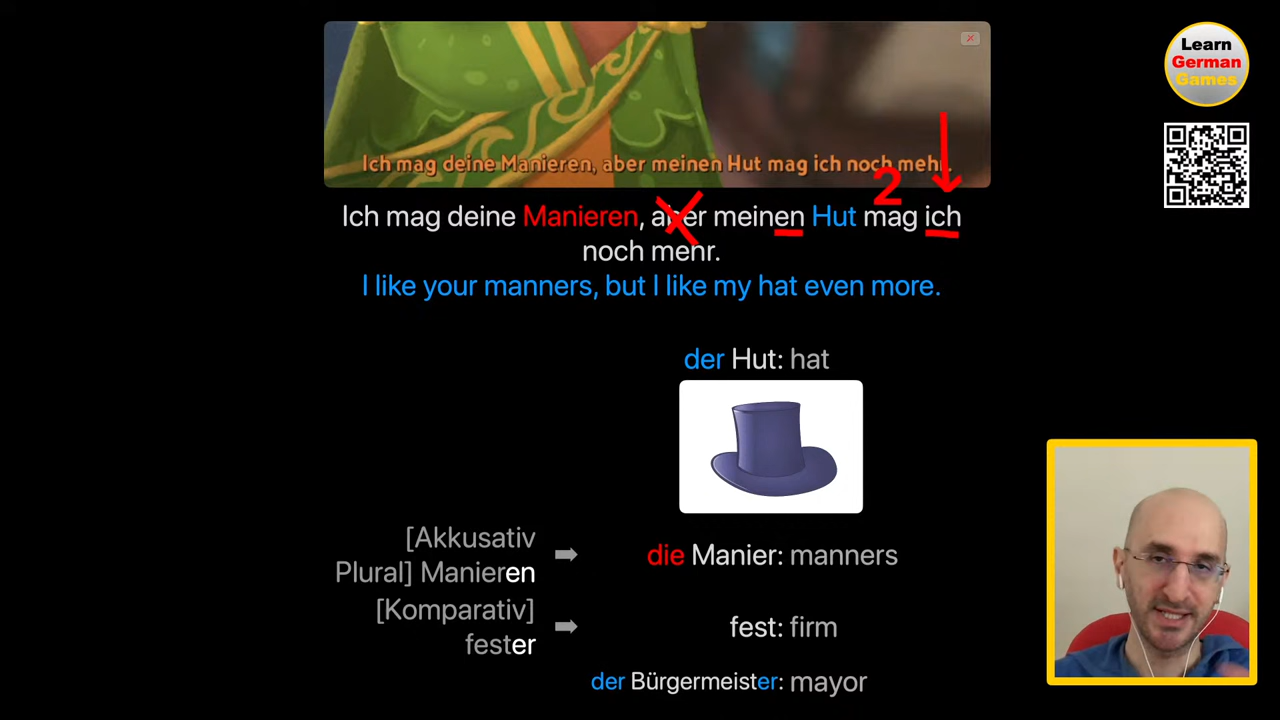 Ich mag deine Manieren, aber meinen Hut mag ich noch mehr.
Learn
German
Games
2
Ich mag deine Manieren, aber meinen Hut mag ich
noch mehr.
I like your manners, but I like my hat even more.
der Hut: hat
[Akkusativ
Plural] Manieren
die Manier: manners
[Komparativ]
fester
fest: firm
der Bürgermeister: mayor